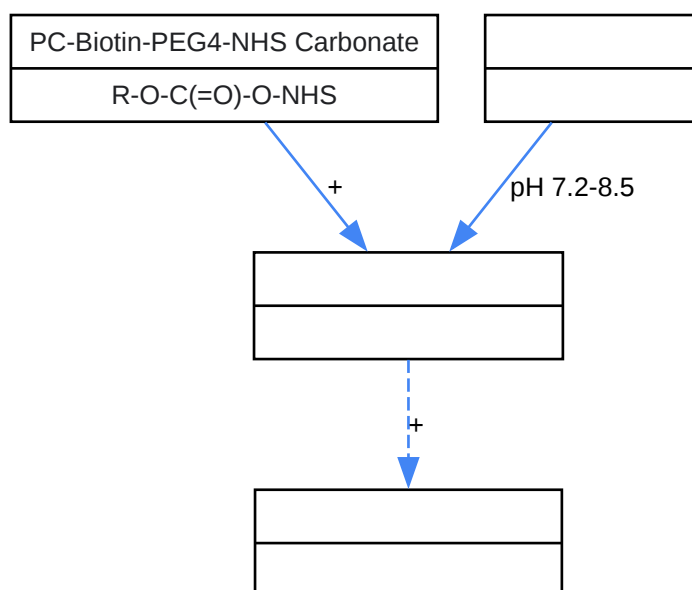 PC-Biotin-PEG4-NHS Carbonate
R-O-C(=O)-O-NHS
+
pH 7.2-8.5
+